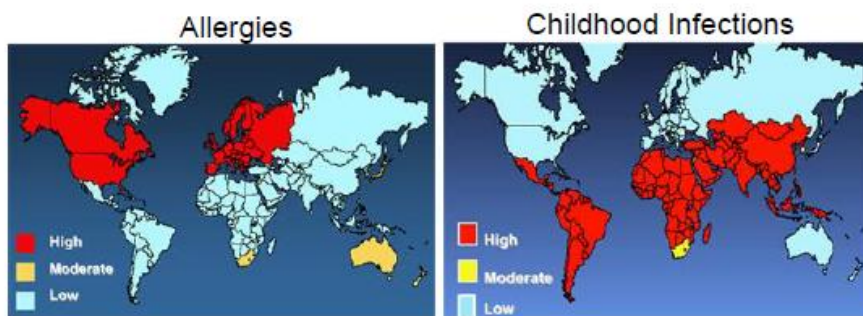 Allergies
High
Moderate
Low
Childhood Infections
High
Moderate
Low